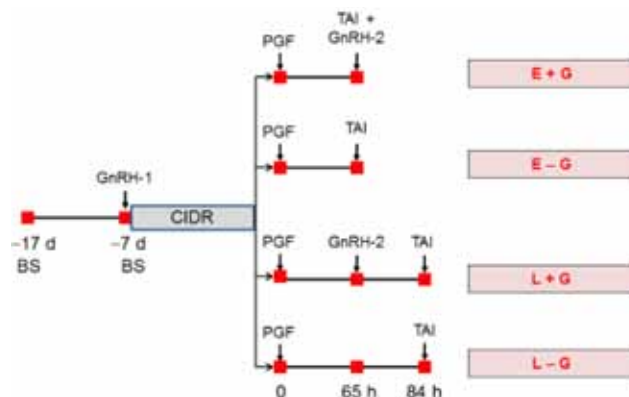 TAI +
PGF GnRH-2
E + G
PGF TAI
E – G
GnRH-1
CIDR
–17 d –7 d
BS BS
PGF GnRH-2 TAI
L + G
PGF TAI
L – G
0 65 h 84 h